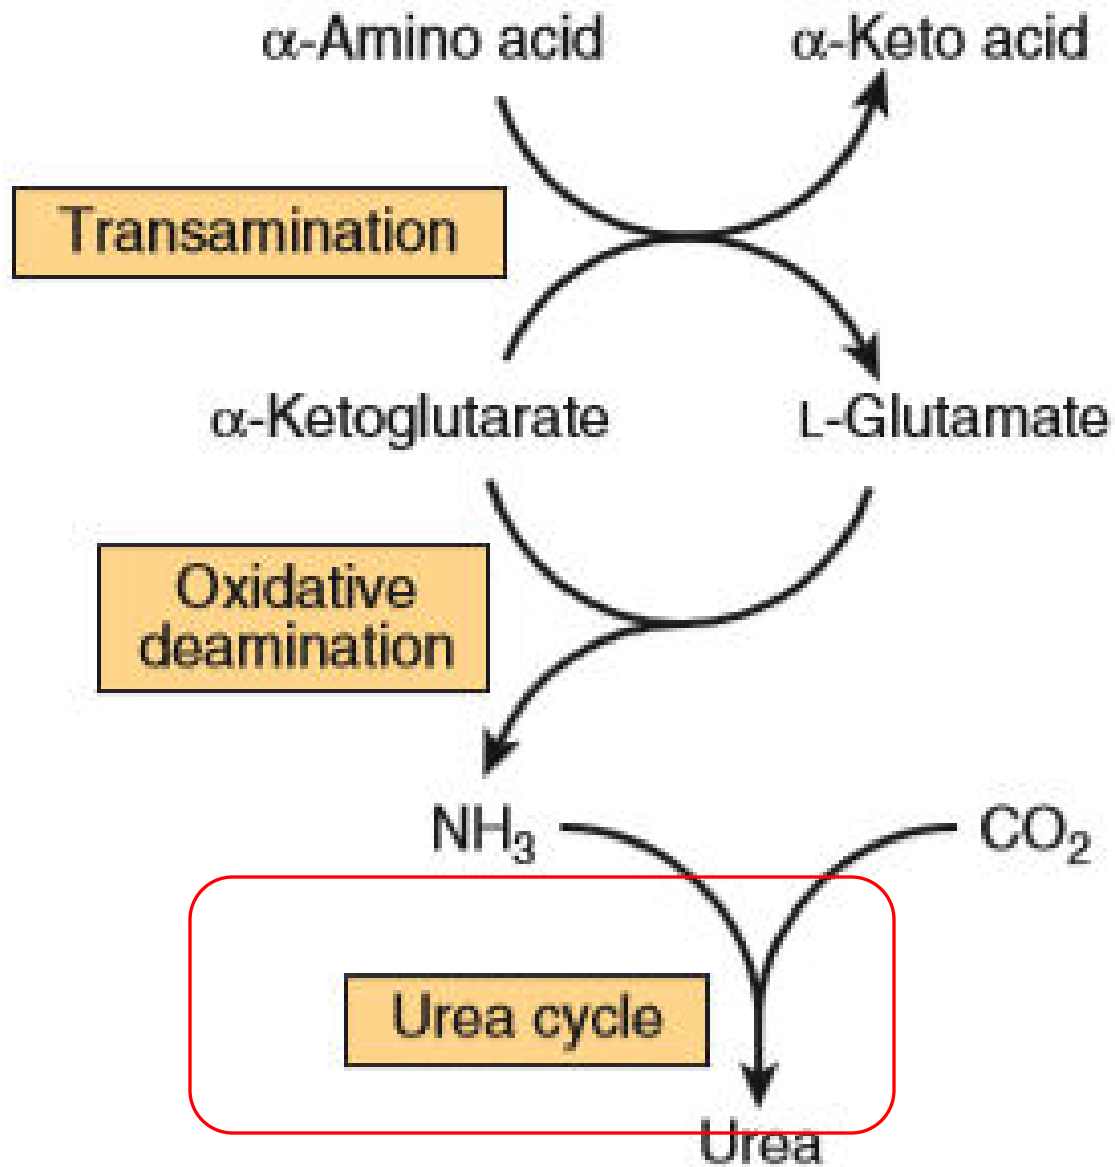 α-Amino acid α-Keto acid
Transamination
α-Ketoglutarate L-Glutamate
Oxidative
deamination
NH₃ CO₂
Urea cycle
Urea